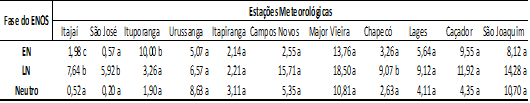 Fase do ENOS Estações Meteorológicas
Itajaí São José Ituporanga Urussanga Itapiranga Campos Novos Major Vieira Chapecó Lages Caçador São Joaquim
EN 1,98 c 0,57 a 10,00 b 5,07 a 2,14 a 2,55 a 13,76 a 3,26 a 5,64 a 9,55 a 8,12 a
LN 7,64 b 5,92 b 3,26 a 6,57 a 2,21 a 15,71 a 18,50 a 9,07 b 9,12 a 11,92 a 14,28 a
Neutro 0,52 a 0,20 a 1,90 a 8,63 a 3,11 a 5,35 a 10,81 a 2,63 a 4,11 a 4,35 a 10,70 a